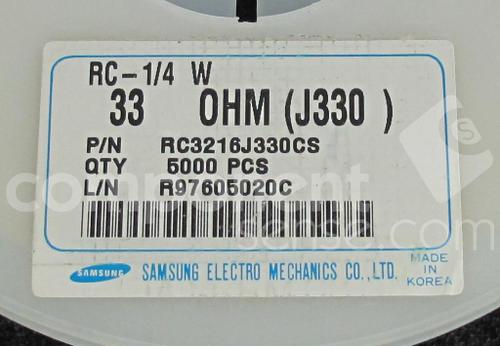 RC-1/4 W
33 OHM (J330 )
P/N RC3216J330CS
QTY 5000 PCS
L/N R97605020C
component
sense.com
SAMSUNG SAMSUNG ELECTRO MECHANICS CO., LTD.
MADE
IN
KOREA